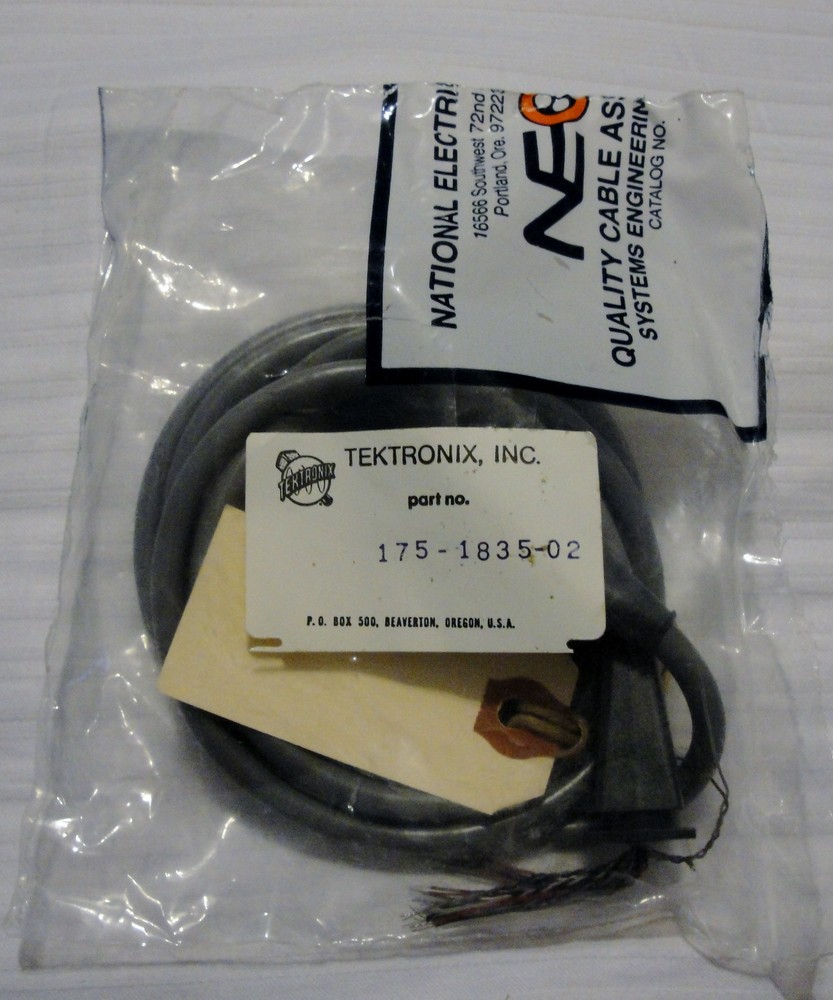 NATIONAL ELECTRI
16566 Southwest 72nd
Portland, Ore. 9722
NEC
QUALITY CABLE AS
SYSTEMS ENGINEERIN
CATALOG NO.
TEKTRONIX
TEKTRONIX, INC.
part no.
175-1835-02
P. O. BOX 500, BEAVERTON, OREGON, U.S.A.